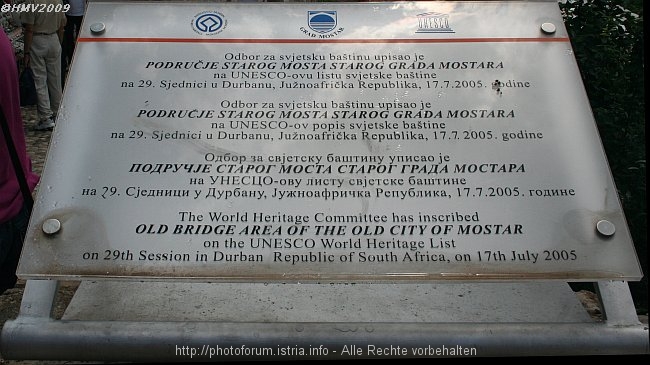 ©HMV2009
GRAD MOSTAR
UNESCO
Odbor za svjetsku baštinu upisao je
PODRUČJE STAROG MOSTA STAROG GRADA MOSTARA
na UNESCO-ovu listu svjetske baštine
na 29. Sjednici u Durbanu, Južnoafrička Republika, 17.7.2005. godine
Odbor za svjetsku baštinu upisao je
PODRUČJE STAROG MOSTA STAROG GRADA MOSTARA
na UNESCO-ov popis svjetske baštine
na 29. Sjednici u Durbanu, Južnoafrička Republika, 17.7. 2005. godine
Одбор за свјетску баштину уписао је
ПОДРУЧЈЕ СТАРОГ МОСТА СТАРОГ ГРАДА МОСТАРА
на УНЕСЦО-ову листу свјетске баштине
на 29. Сједници у Дурбану, Јужноафричка Република, 17.7.2005. године
The World Heritage Committee has inscribed
OLD BRIDGE AREA OF THE OLD CITY OF MOSTAR
on the UNESCO World Heritage List
on 29th Session in Durban Republic of South Africa, on 17th July 2005
http://photoforum.istria.info - Alle Rechte vorbehalten